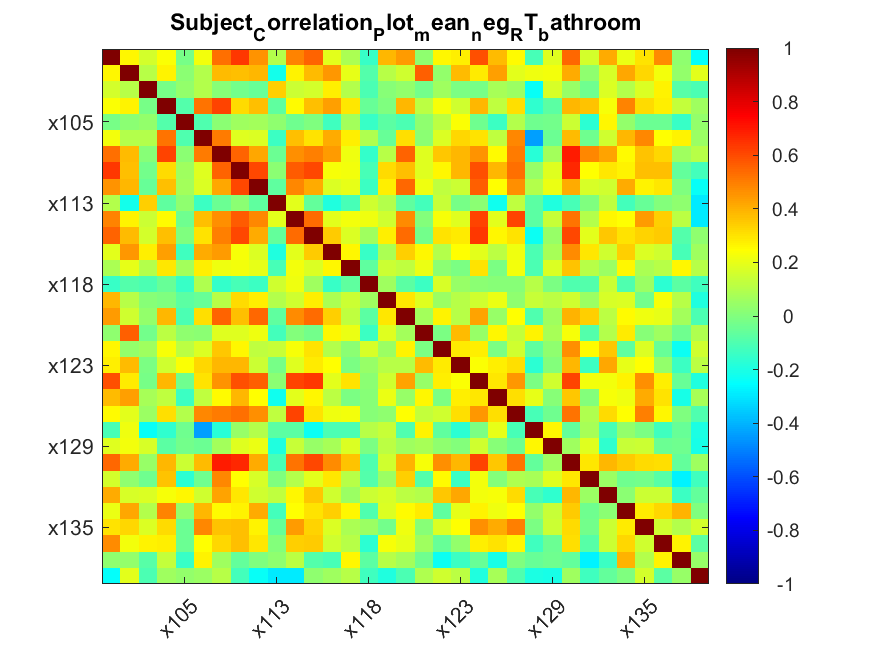 Subject_Correlation_Plot_mean_neg_RT_bathroom
x105
x113
x118
x123
x129
x135
x105
x113
x118
x123
x129
x135
1
0.8
0.6
0.4
0.2
0
-0.2
-0.4
-0.6
-0.8
-1